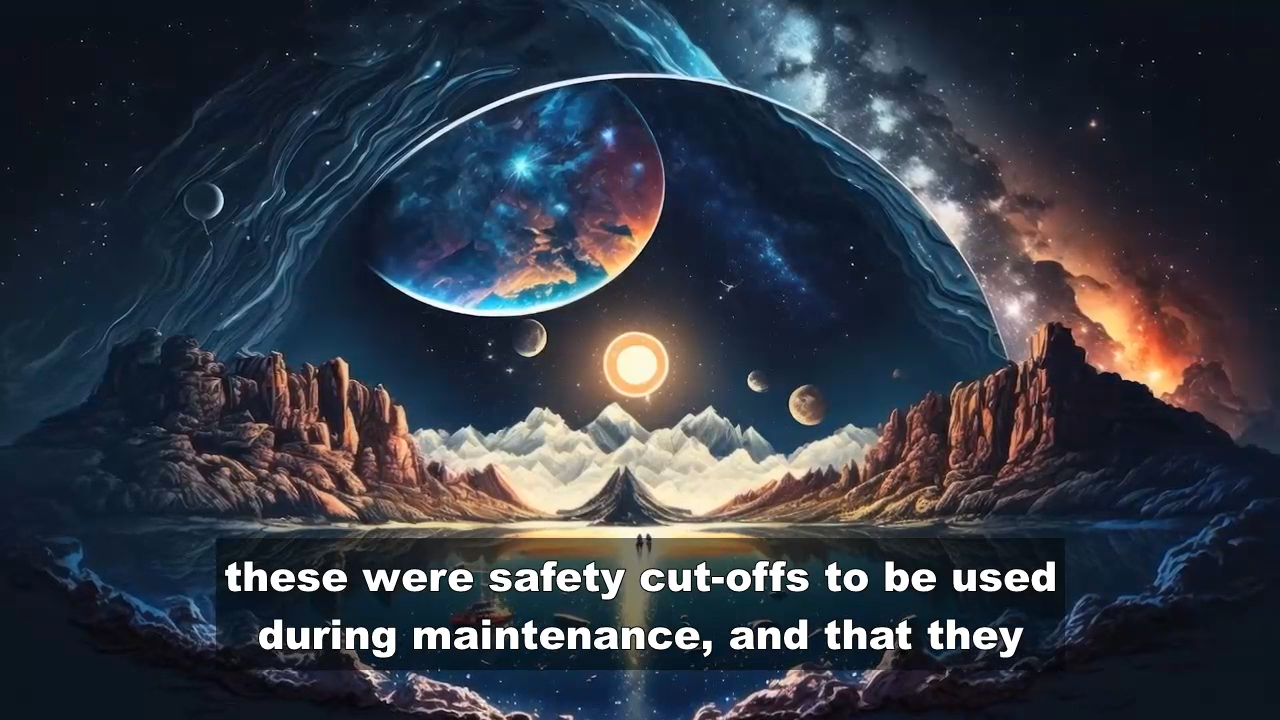 these were safety cut-offs to be used
during maintenance, and that they